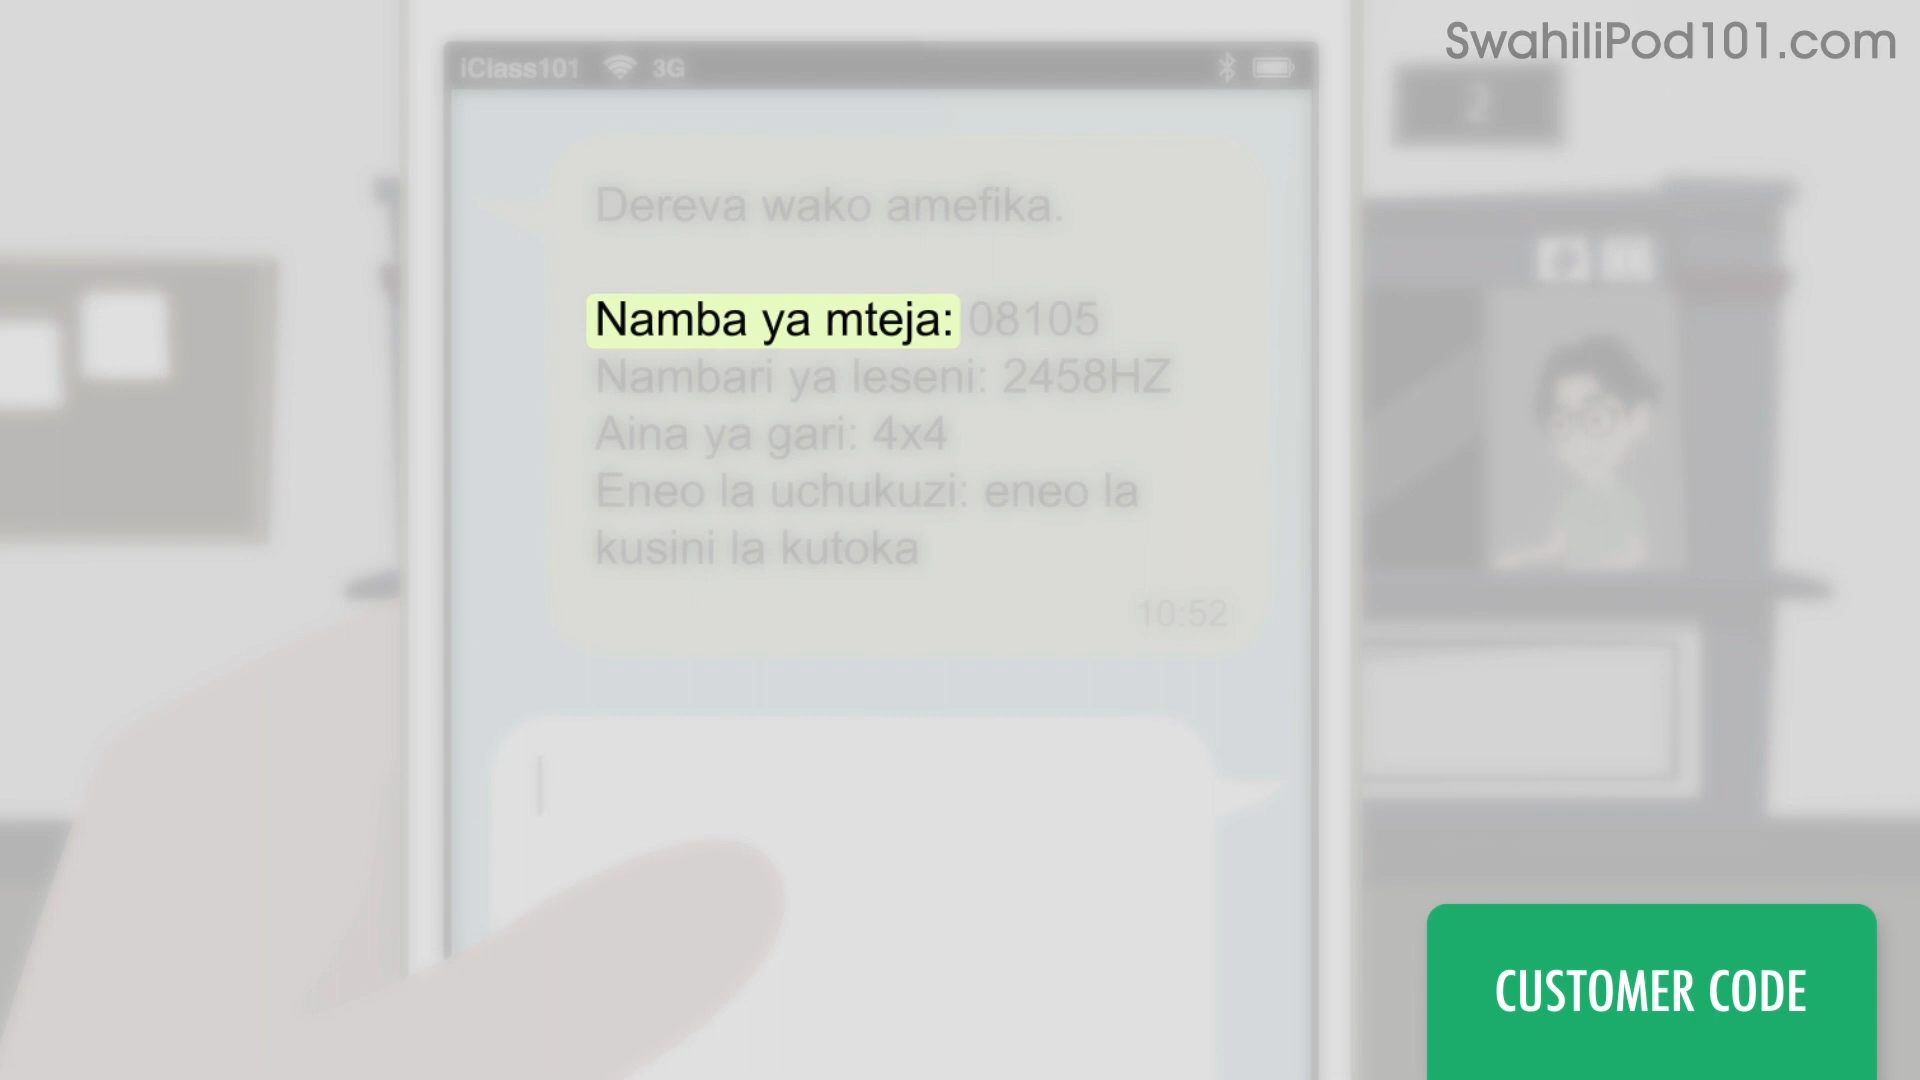 SwahiliPod101.com
iClass101 3G
2
Dereva wako amefika.
Namba ya mteja: 08105
Nambari ya leseni: 2458HZ
Aina ya gari: 4x4
Eneo la uchukuzi: eneo la
kusini la kutoka
10:52
CUSTOMER CODE